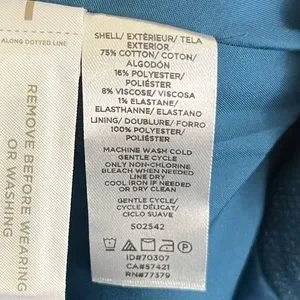 ALONG DOTTED LINE
REMOVE BEFORE WEARING
OR WASHING
SHELL/ EXTÉRIEUR/ TELA
EXTERIOR
75% COTTON/ COTON/
ALGODÓN
16% POLYESTER/
POLIÉSTER
8% VISCOSE/ VISCOSA
1% ELASTANE/
ELASTHANNE/ ELASTANO
LINING/ DOUBLURE/ FORRO
100% POLYESTER/
POLIÉSTER
MACHINE WASH COLD
GENTLE CYCLE
ONLY NON-CHLORINE
BLEACH WHEN NEEDED
LINE DRY
COOL IRON IF NEEDED
OR DRY CLEAN
GENTLE CYCLE/
CYCLE DÉLICAT/
CICLO SUAVE
502542
ID#70307
CA#57421
RN#77379